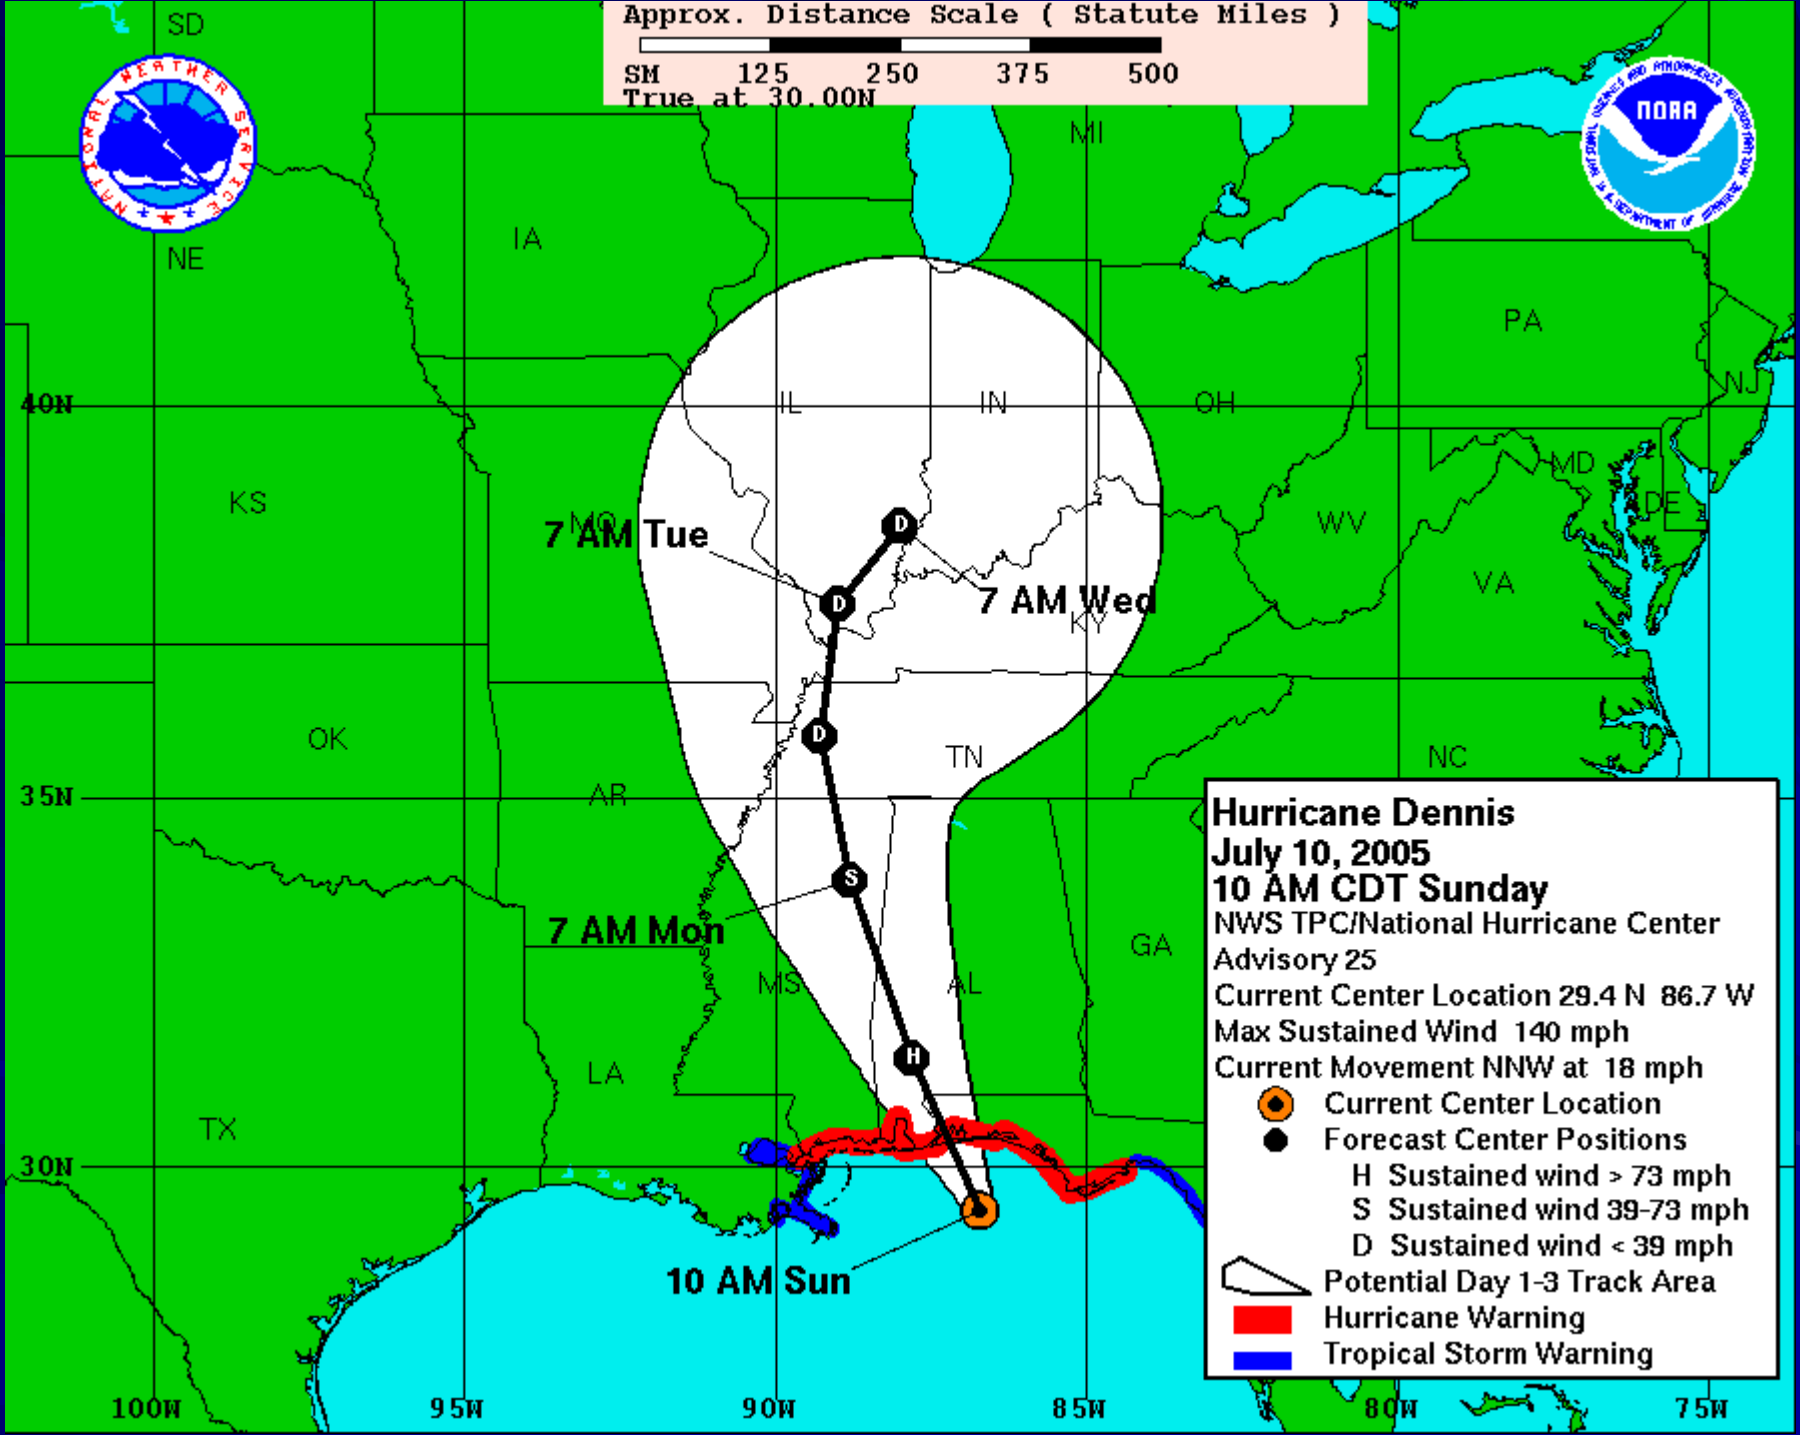 Approx. Distance Scale ( Statute Miles )
SM 125 250 375 500
True at 30.00N
SD
NATIONAL WEATHER SERVICE
NOAA
MI
IA
NE
PA
NJ
40N
IL
IN
OH
MD
DE
KS
MO
WV
7 AM Tue
D
D
7 AM Wed
KY
VA
OK
D
TN
NC
35N
AR
S
7 AM Mon
MS
AL
GA
H
LA
TX
30N
10 AM Sun
100W 95W 90W 85W 80W 75W
Hurricane Dennis
July 10, 2005
10 AM CDT Sunday
NWS TPC/National Hurricane Center
Advisory 25
Current Center Location 29.4 N 86.7 W
Max Sustained Wind 140 mph
Current Movement NNW at 18 mph
Current Center Location
Forecast Center Positions
H Sustained wind > 73 mph
S Sustained wind 39-73 mph
D Sustained wind < 39 mph
Potential Day 1-3 Track Area
Hurricane Warning
Tropical Storm Warning